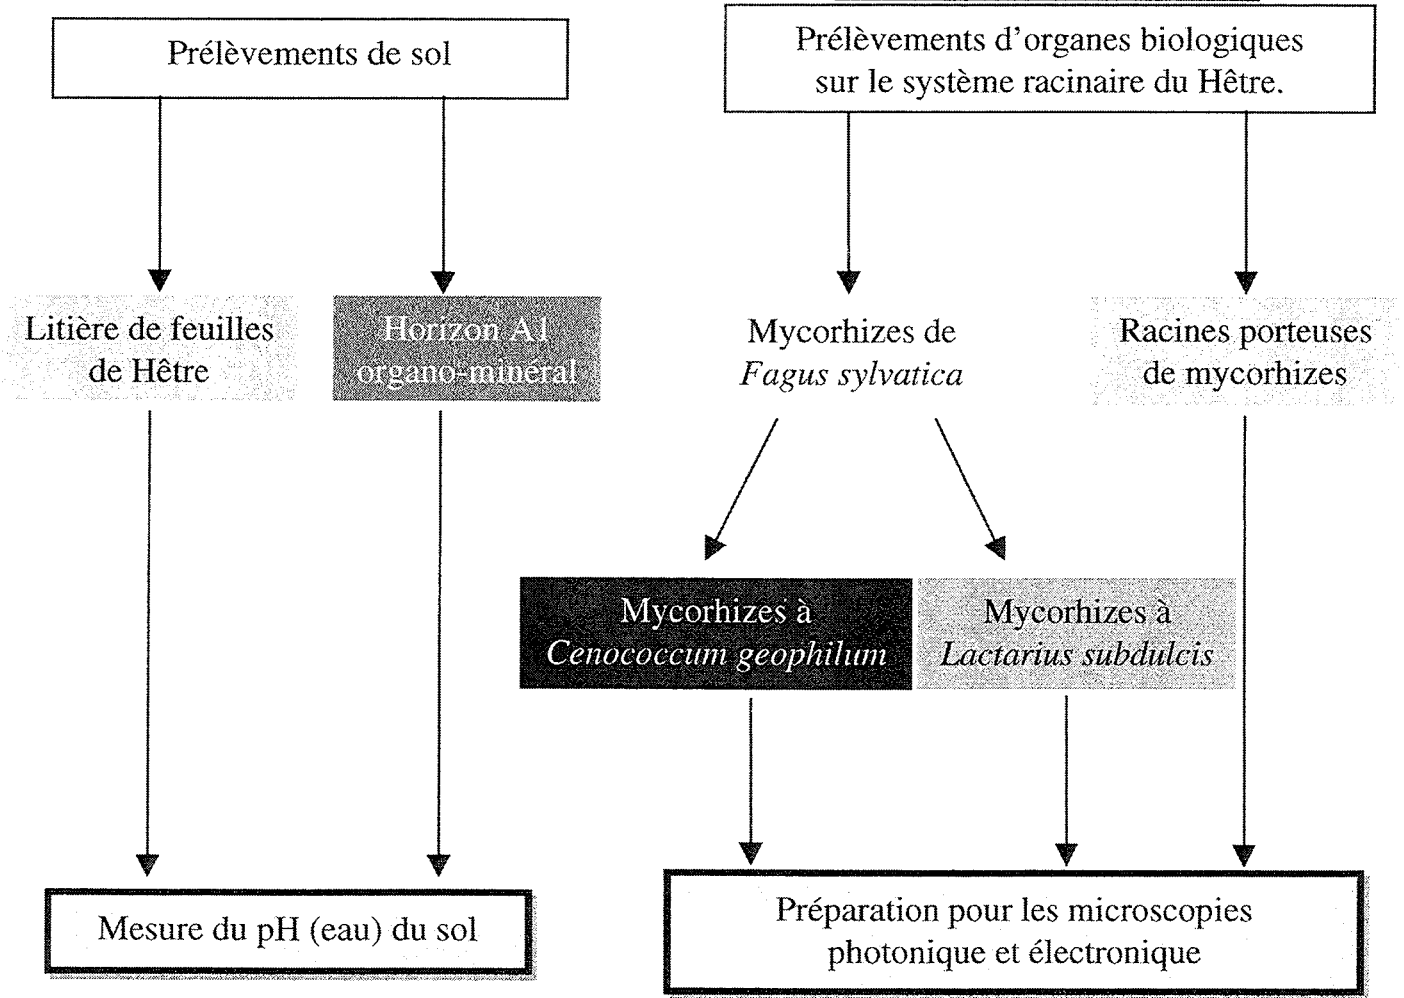 Prélèvements de sol
Prélèvements d'organes biologiques
sur le système racinaire du Hêtre.
Litière de feuilles
de Hêtre
Horizon A1
organo-minéral
Mycorhizes de
Fagus sylvatica
Racines porteuses
de mycorhizes
Mycorhizes à
Cenococcum geophilum
Mycorhizes à
Lactarius subdulcis
Mesure du pH (eau) du sol
Préparation pour les microscopies
photonique et électronique